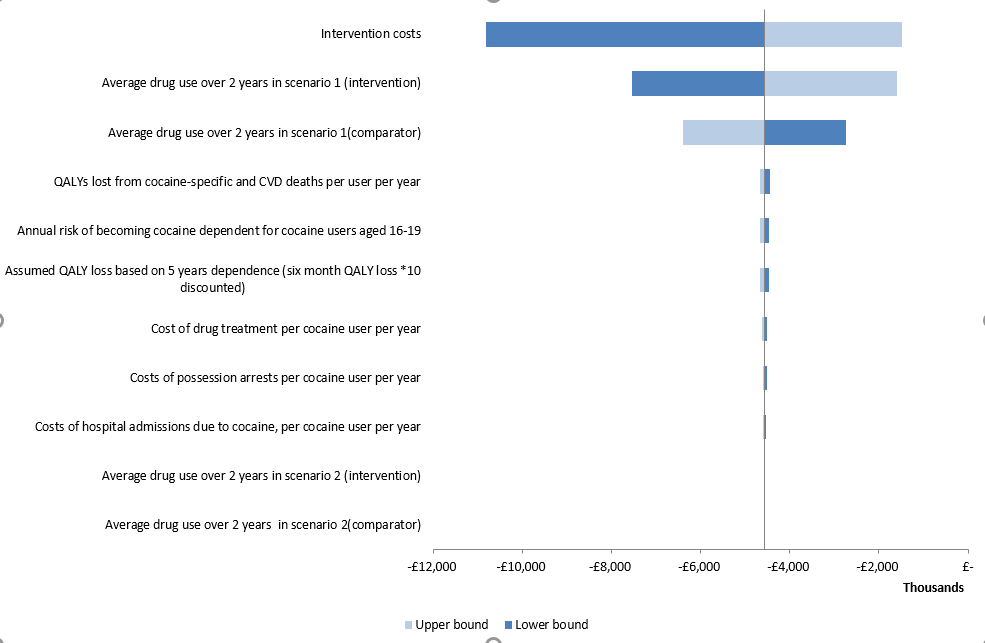 Intervention costs
Average drug use over 2 years in scenario 1 (intervention)
Average drug use over 2 years in scenario 1(comparator)
QALYs lost from cocaine-specific and CVD deaths per user per year
Annual risk of becoming cocaine dependent for cocaine users aged 16-19
Assumed QALY loss based on 5 years dependence (six month QALY loss *10
discounted)
Cost of drug treatment per cocaine user per year
Costs of possession arrests per cocaine user per year
Costs of hospital admissions due to cocaine, per cocaine user per year
Average drug use over 2 years in scenario 2 (intervention)
Average drug use over 2 years  in scenario 2(comparator)
-£12,000 -£10,000 -£8,000 -£6,000 -£4,000 -£2,000 £-
Thousands
Upper bound Lower bound